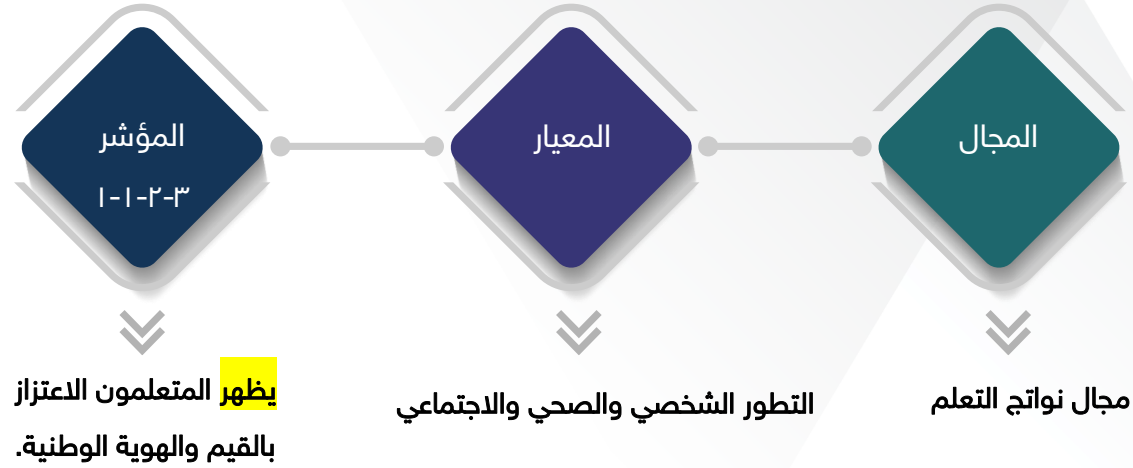 المجال
مجال نواتج التعلم
المعيار
التطور الشخصي والصحي والاجتماعي
المؤشر
٣-٢-١-١
يظهر المتعلمون الاعتزاز
بالقيم والهوية الوطنية.